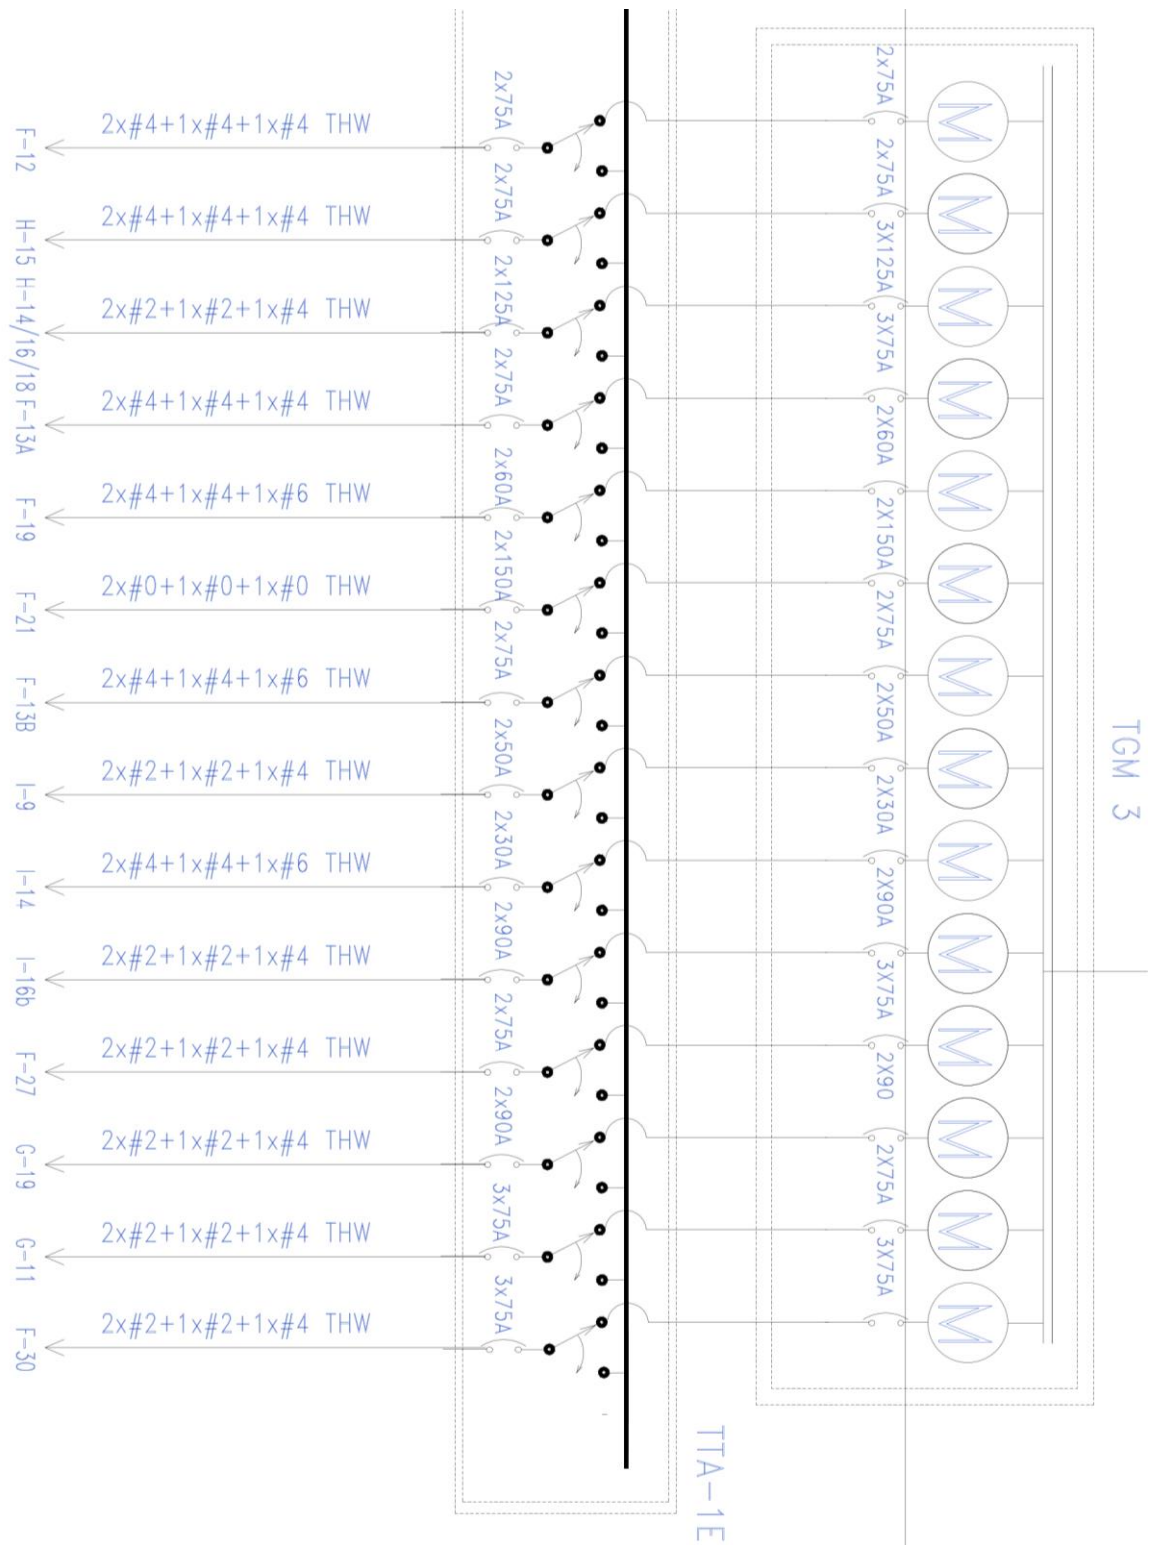 2x75A
2x75A
3X125A
3X75A
2X60A
2X150A
2X75A
2X50A
2X30A
2X90A
3X75A
2X90
2X75A
3X75A
M
M
M
M
M
M
M
M
M
M
M
M
M
M
TGM 3
2x75A
2x75A
2x125A
2x75A
2x60A
2x150A
2x75A
2x50A
2x30A
2x90A
2x75A
2x90A
3x75A
3x75A
TTA-1E
2x#4+1x#4+1x#4 THW
F-12
2x#4+1x#4+1x#4 THW
H-15
2x#2+1x#2+1x#4 THW
H-14/16/18
2x#4+1x#4+1x#4 THW
F-13A
2x#4+1x#4+1x#6 THW
F-19
2x#0+1x#0+1x#0 THW
F-21
2x#4+1x#4+1x#6 THW
F-13B
2x#2+1x#2+1x#4 THW
I-9
2x#4+1x#4+1x#6 THW
I-14
2x#2+1x#2+1x#4 THW
I-16b
2x#2+1x#2+1x#4 THW
F-27
2x#2+1x#2+1x#4 THW
G-19
2x#2+1x#2+1x#4 THW
G-11
2x#2+1x#2+1x#4 THW
F-30